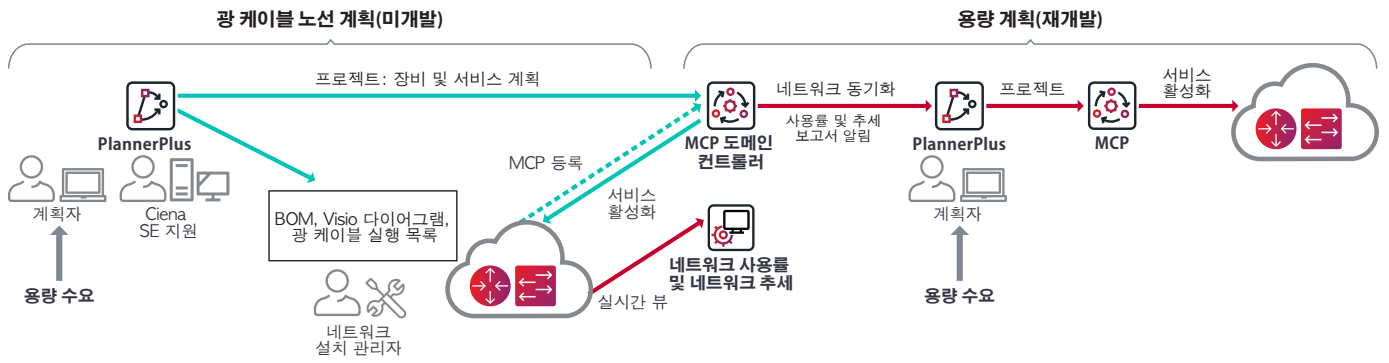 광 케이블 노선 계획(미개발)
용량 계획(재개발)
프로젝트: 장비 및 서비스 계획
네트워크 동기화
사용률 및 추세
보고서 알림
프로젝트
서비스
활성화
PlannerPlus
MCP 도메인
컨트롤러
PlannerPlus
MCP
MCP 등록
서비스
활성화
계획자
Ciena
SE 지원
BOM, Visio 다이어그램,
광 케이블 실행 목록
계획자
네트워크 사용률
및 네트워크 추세
실시간 뷰
용량 수요
용량 수요
네트워크
설치 관리자